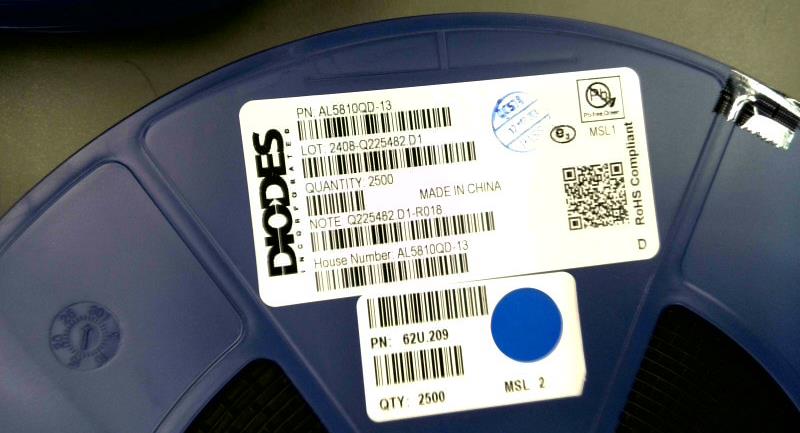 DIODES
INCORPORATED
PN. AL5810QD-13
LOT: 2408-Q225482 D1
QUANTITY. 2500
MADE IN CHINA
NOTE Q225482 D1-R018
House Number. AL5810QD-13
Pb
Pb-free Green
e3
MSL1
RoHS Compliant
D
PN: 62U.209
QTY: 2500
MSL 2